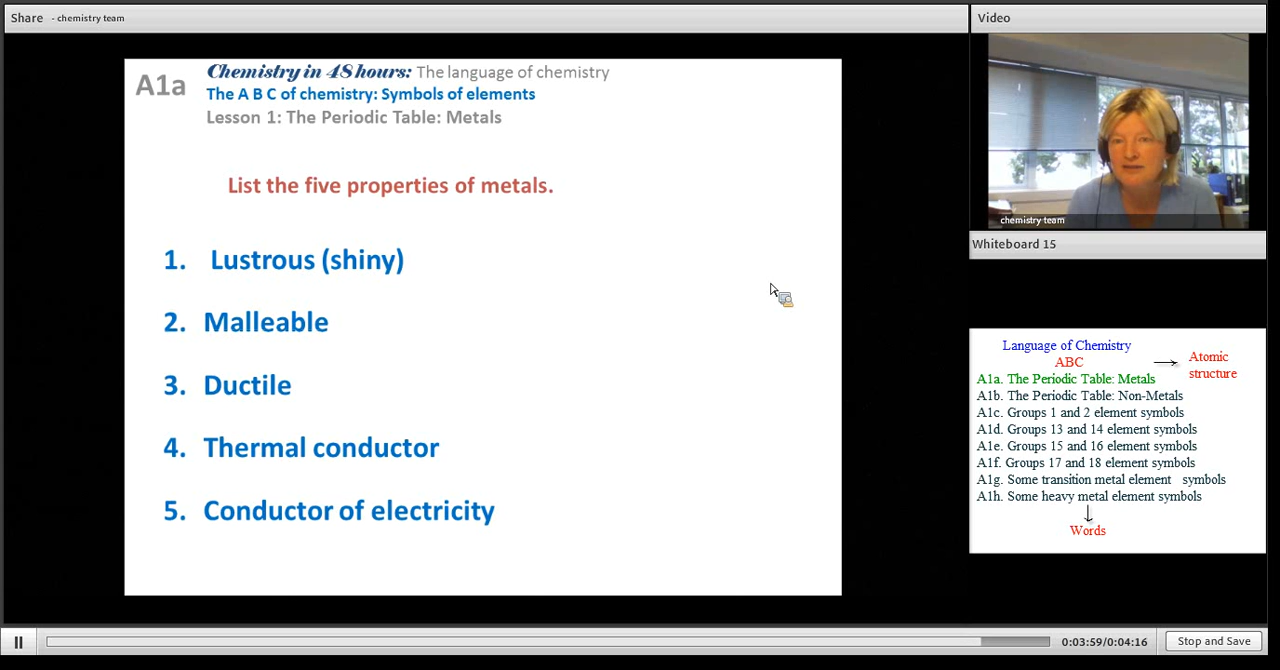 Share - chemistry team
Video
A1a
Chemistry in 48 hours: The language of chemistry
The A B C of chemistry: Symbols of elements
Lesson 1: The Periodic Table: Metals
List the five properties of metals.
1. Lustrous (shiny)
2. Malleable
3. Ductile
4. Thermal conductor
5. Conductor of electricity
chemistry team
Whiteboard 15
Language of Chemistry
ABC → Atomic structure
A1a. The Periodic Table: Metals
A1b. The Periodic Table: Non-Metals
A1c. Groups 1 and 2 element symbols
A1d. Groups 13 and 14 element symbols
A1e. Groups 15 and 16 element symbols
A1f. Groups 17 and 18 element symbols
A1g. Some transition metal element symbols
A1h. Some heavy metal element symbols
↓
Words
0:03:59/0:04:16
Stop and Save